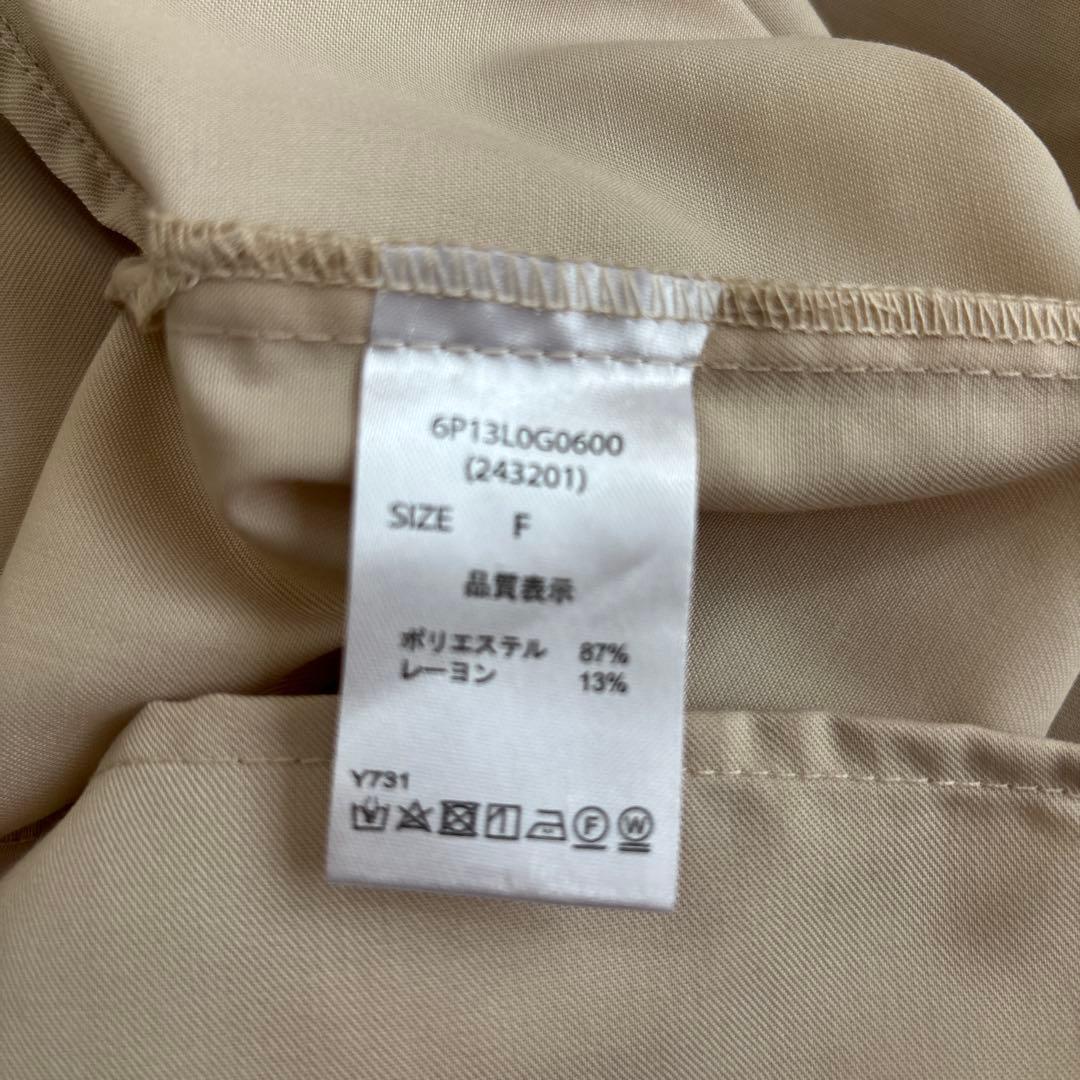 6P13L0G0600
(243201)
SIZE F
品質表示
ポリエステル 87%
レーヨン 13%
Y731
F W